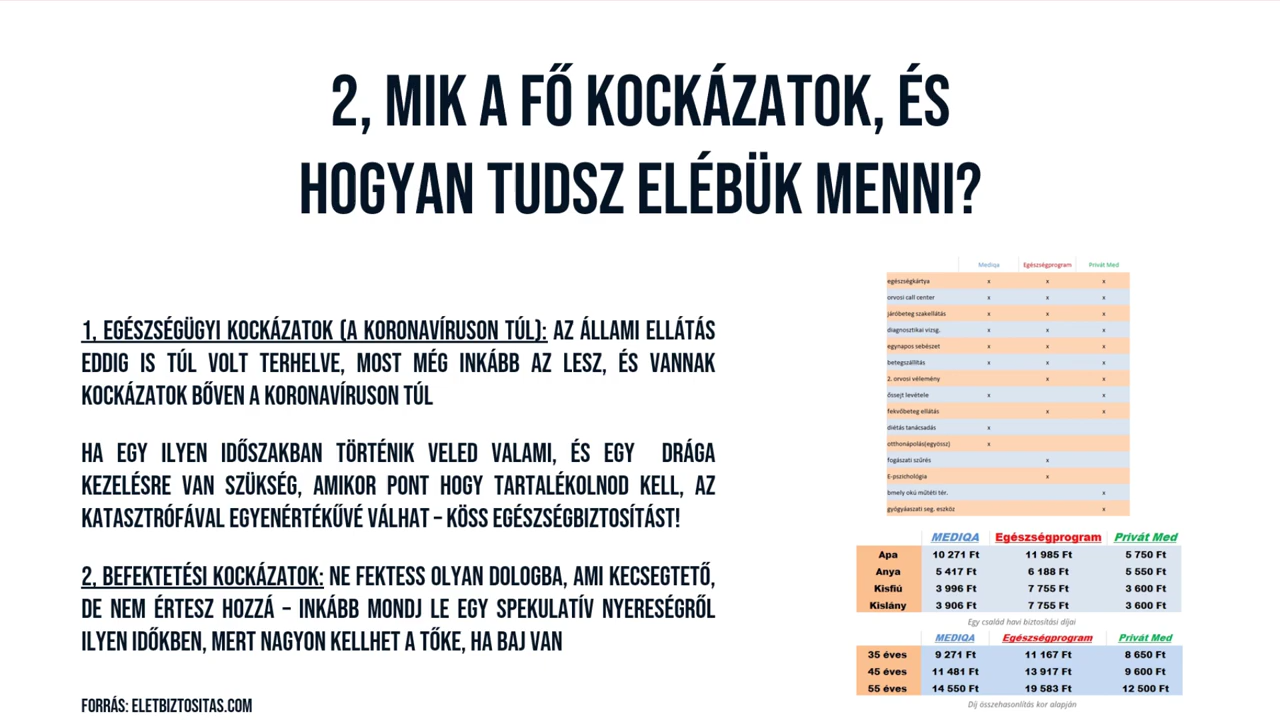 2, MIK A FŐ KOCKÁZATOK, ÉS
HOGYAN TUDSZ ELÉBÜK MENNI?
1, EGÉSZSÉGÜGYI KOCKÁZATOK (A KORONAVÍRUSON TÚL): AZ ÁLLAMI ELLÁTÁS
EDDIG IS TÚL VOLT TERHELVE, MOST MÉG INKÁBB AZ LESZ, ÉS VANNAK
KOCKÁZATOK BŐVEN A KORONAVÍRUSON TÚL
HA EGY ILYEN IDŐSZAKBAN TÖRTÉNIK VELED VALAMI, ÉS EGY DRÁGA
KEZELÉSRE VAN SZÜKSÉG, AMIKOR PONT HOGY TARTALÉKOLNOD KELL, AZ
KATASZTRÓFÁVAL EGYENÉRTÉKŰVÉ VÁLHAT – KÖSS EGÉSZSÉGBIZTOSÍTÁST!
2, BEFEKTETÉSI KOCKÁZATOK: NE FEKTESS OLYAN DOLOGBA, AMI KECSEGTETŐ,
DE NEM ÉRTESZ HOZZÁ – INKÁBB MONDJ LE EGY SPEKULATÍV NYERESÉGRŐL
ILYEN IDŐKBEN, MERT NAGYON KELLHET A TŐKE, HA BAJ VAN
FORRÁS: ELETBIZTOSITAS.COM
Mediqa Egészségprogram Privát Med
egészségkártya x x x
orvosi call center x x x
járóbeteg szakellátás x x x
diagnosztikai vizsg. x x x
egynapos sebészet x x x
betegszállítás x x x
2. orvosi vélemény x x
őssejt levétele x x
fekvőbeteg ellátás x x
diétás tanácsadás x
otthonápolás(egyössz) x
fogászati szűrés x
E-pszichológia x
bmely okú műtéti tér. x
gyógyáaszati seg. eszköz x
MEDIQA Egészségprogram Privát Med
Apa 10 271 Ft 11 985 Ft 5 750 Ft
Anya 5 417 Ft 6 188 Ft 5 550 Ft
Kisfiú 3 996 Ft 7 755 Ft 3 600 Ft
Kislány 3 906 Ft 7 755 Ft 3 600 Ft
Egy család havi biztosítási díjai
MEDIQA Egészségprogram Privát Med
35 éves 9 271 Ft 11 167 Ft 8 650 Ft
45 éves 11 481 Ft 13 917 Ft 9 600 Ft
55 éves 14 550 Ft 19 583 Ft 12 500 Ft
Díj összehasonlítás kor alapján